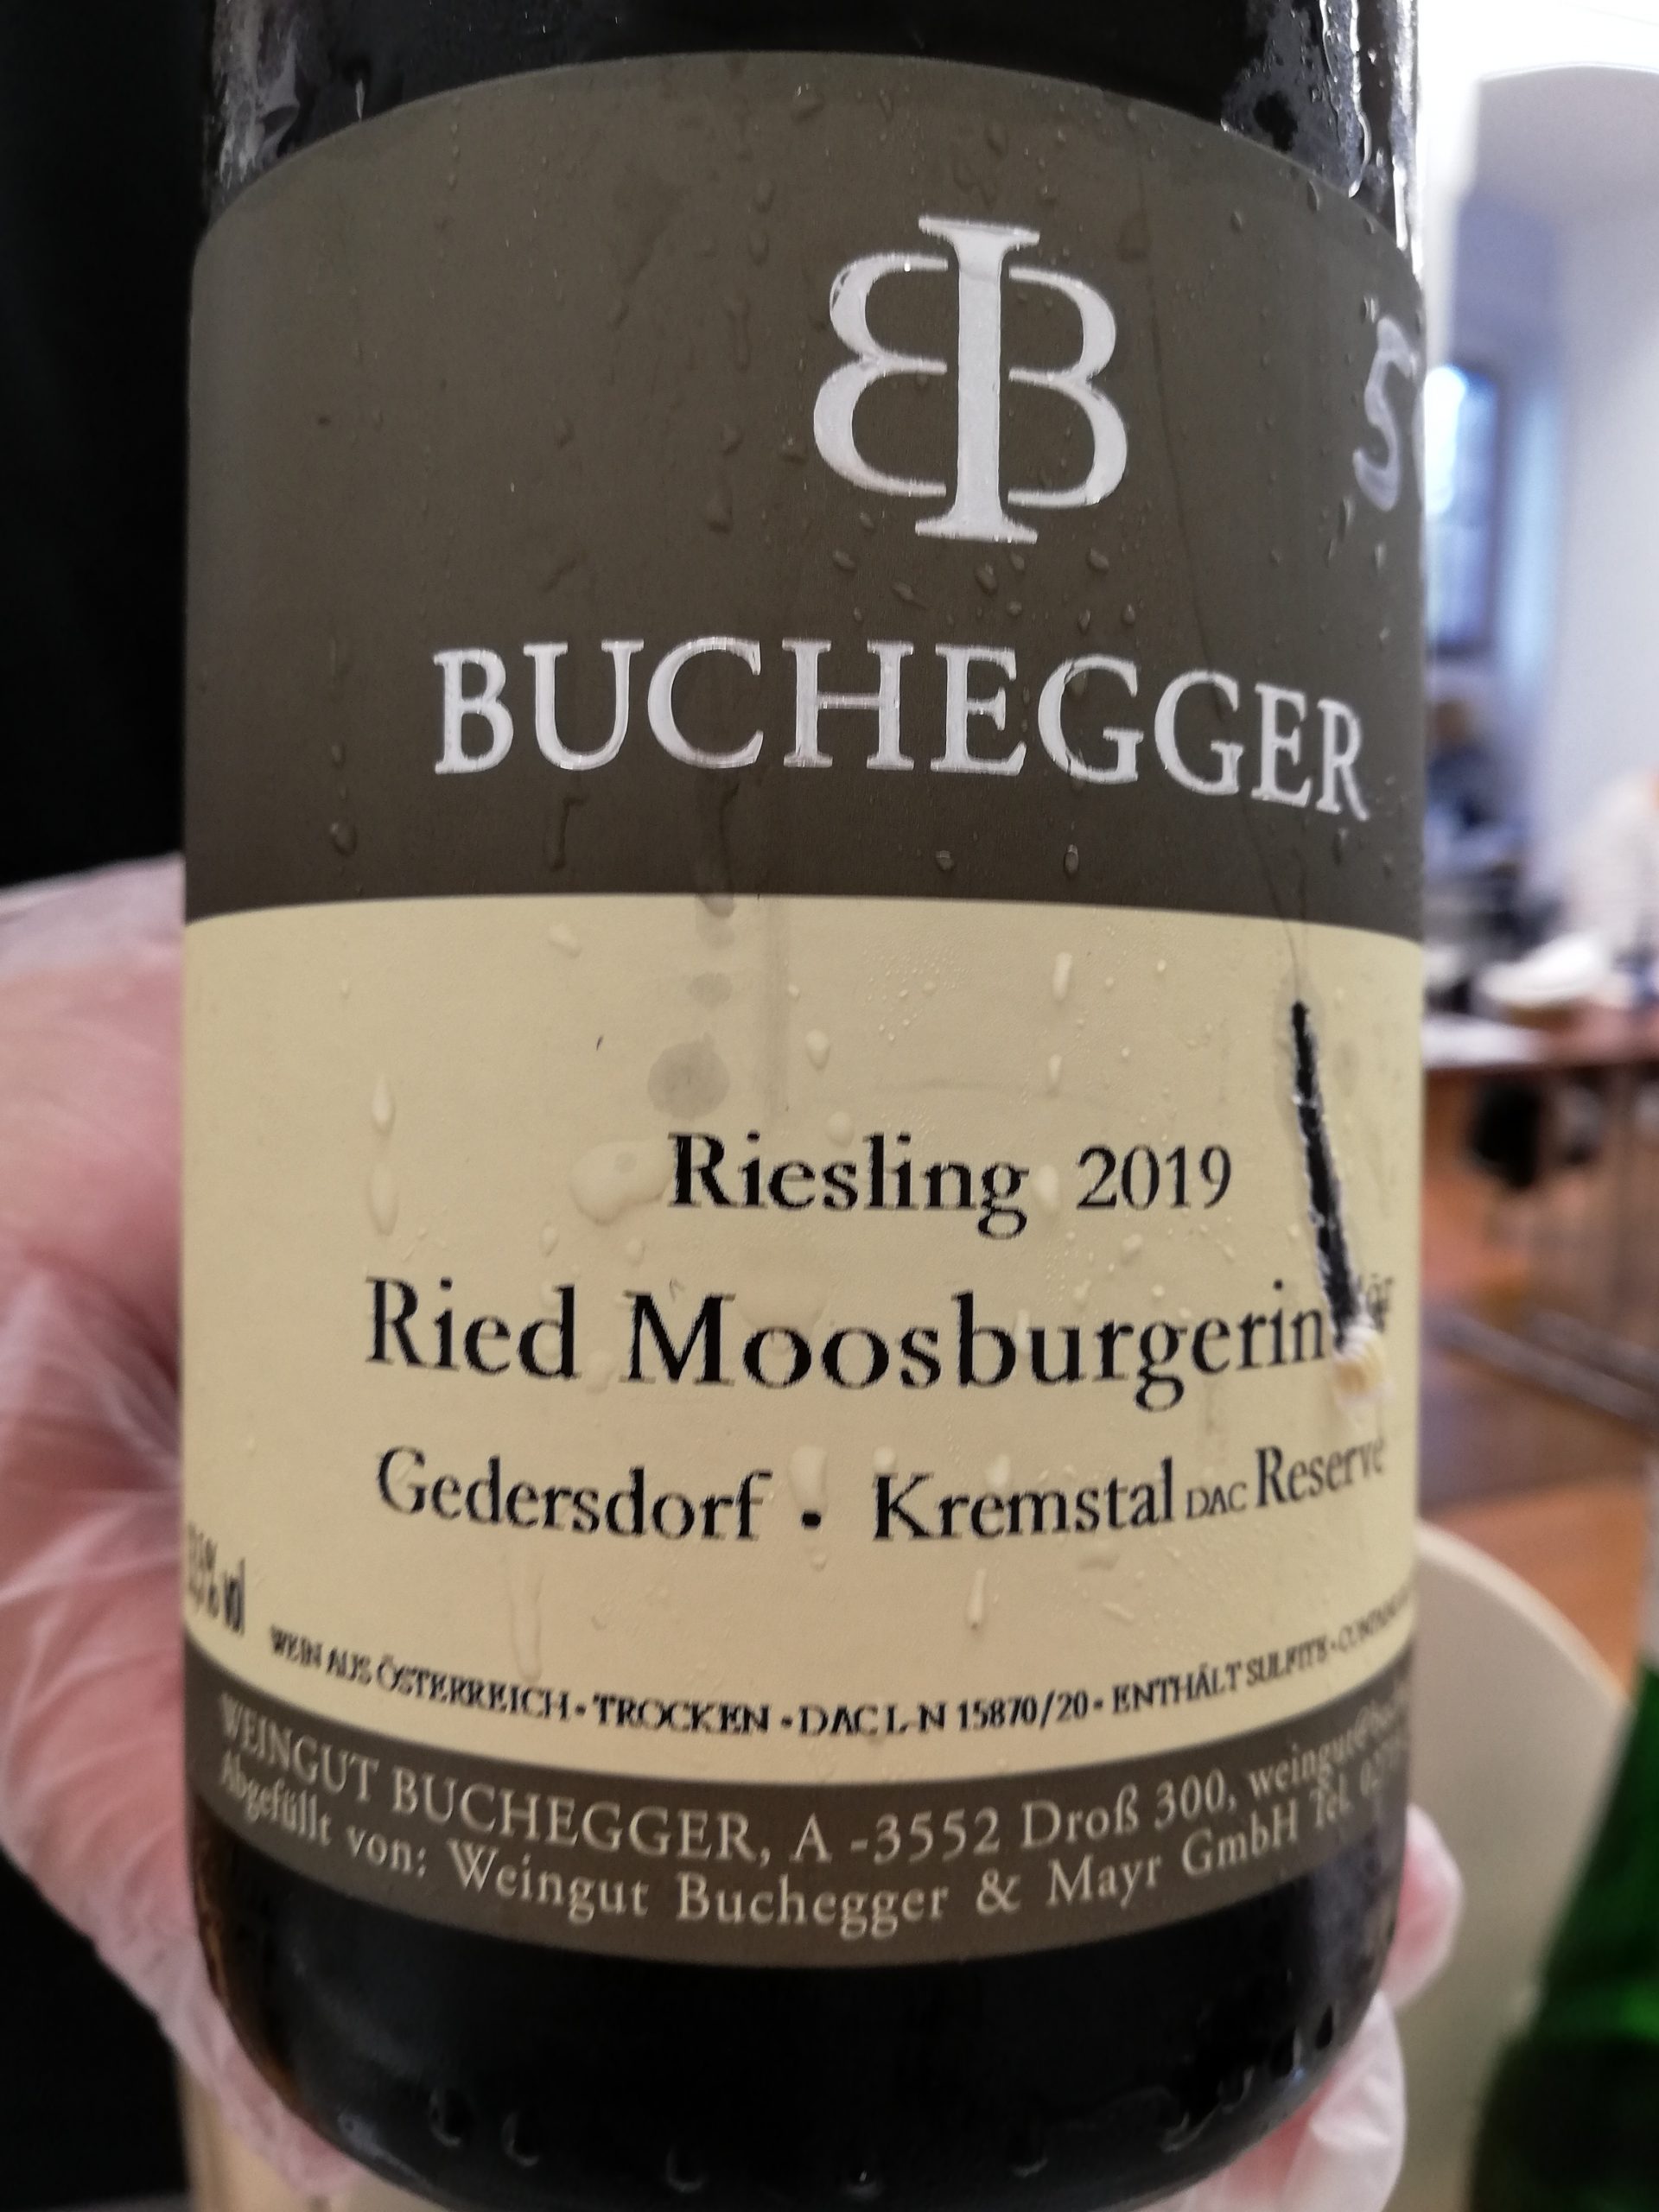 BUCHEGGER
Riesling 2019
Ried Moosburgerin
Gedersdorf • Kremstal DAC Reserve
% vol
WEIN AUS ÖSTERREICH • TROCKEN • DAC L-N 15870/20 • ENTHÄLT SULFITE •
WEINGUT BUCHEGGER, A -3552 Droß 300,
Abgefüllt von: Weingut Buchegger & Mayr GmbH Tel.